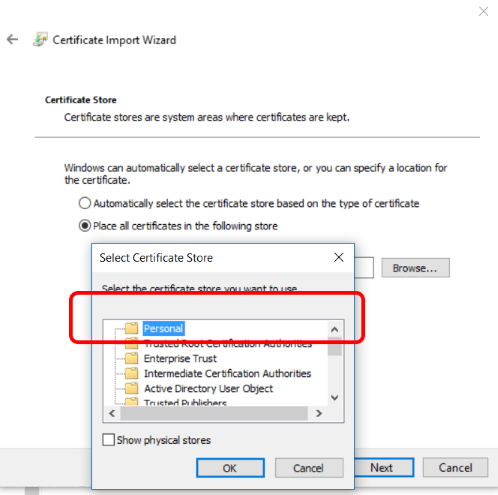 Certificate Import Wizard
Certificate Store
Certificate stores are system areas where certificates are kept.
Windows can automatically select a certificate store, or you can specify a location for
the certificate.
Automatically select the certificate store based on the type of certificate
Place all certificates in the following store
Select Certificate Store
Browse...
Select the certificate store you want to use.
Personal
Trusted Root Certification Authorities
Enterprise Trust
Intermediate Certification Authorities
Active Directory User Object
Trusted Publishers
Show physical stores
OK
Cancel
Next
Cancel